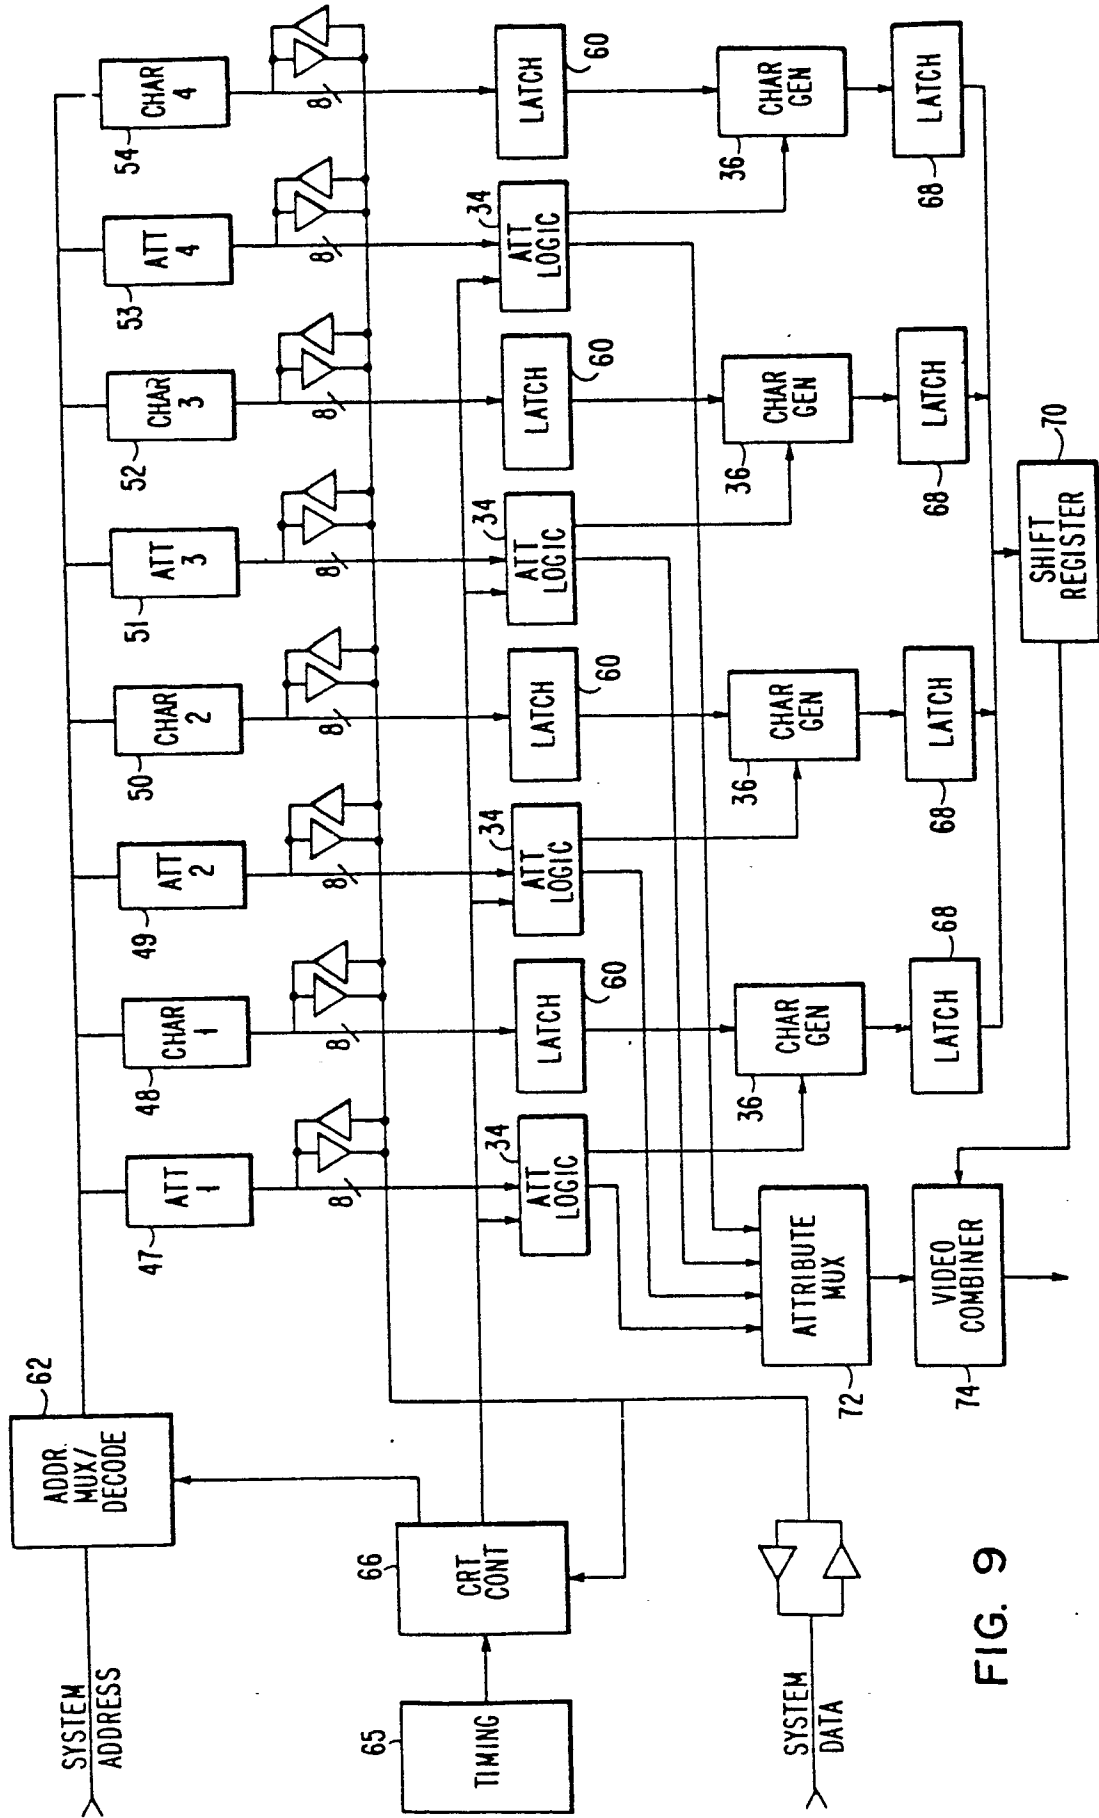 SYSTEM
ADDRESS
62
ADDR.
MUX/
DECODE
47
ATT
1
48
CHAR
1
49
ATT
2
50
CHAR
2
51
ATT
3
52
CHAR
3
53
ATT
4
54
CHAR
4
8
8
8
8
8
8
8
8
65
TIMING
66
CRT
CONT
34
ATT
LOGIC
60
LATCH
34
ATT
LOGIC
60
LATCH
34
ATT
LOGIC
60
LATCH
34
ATT
LOGIC
60
LATCH
36
CHAR
GEN
36
CHAR
GEN
36
CHAR
GEN
36
CHAR
GEN
SYSTEM
DATA
72
ATTRIBUTE
MUX
74
VIDEO
COMBINER
68
LATCH
68
LATCH
68
LATCH
68
LATCH
70
SHIFT
REGISTER
FIG. 9